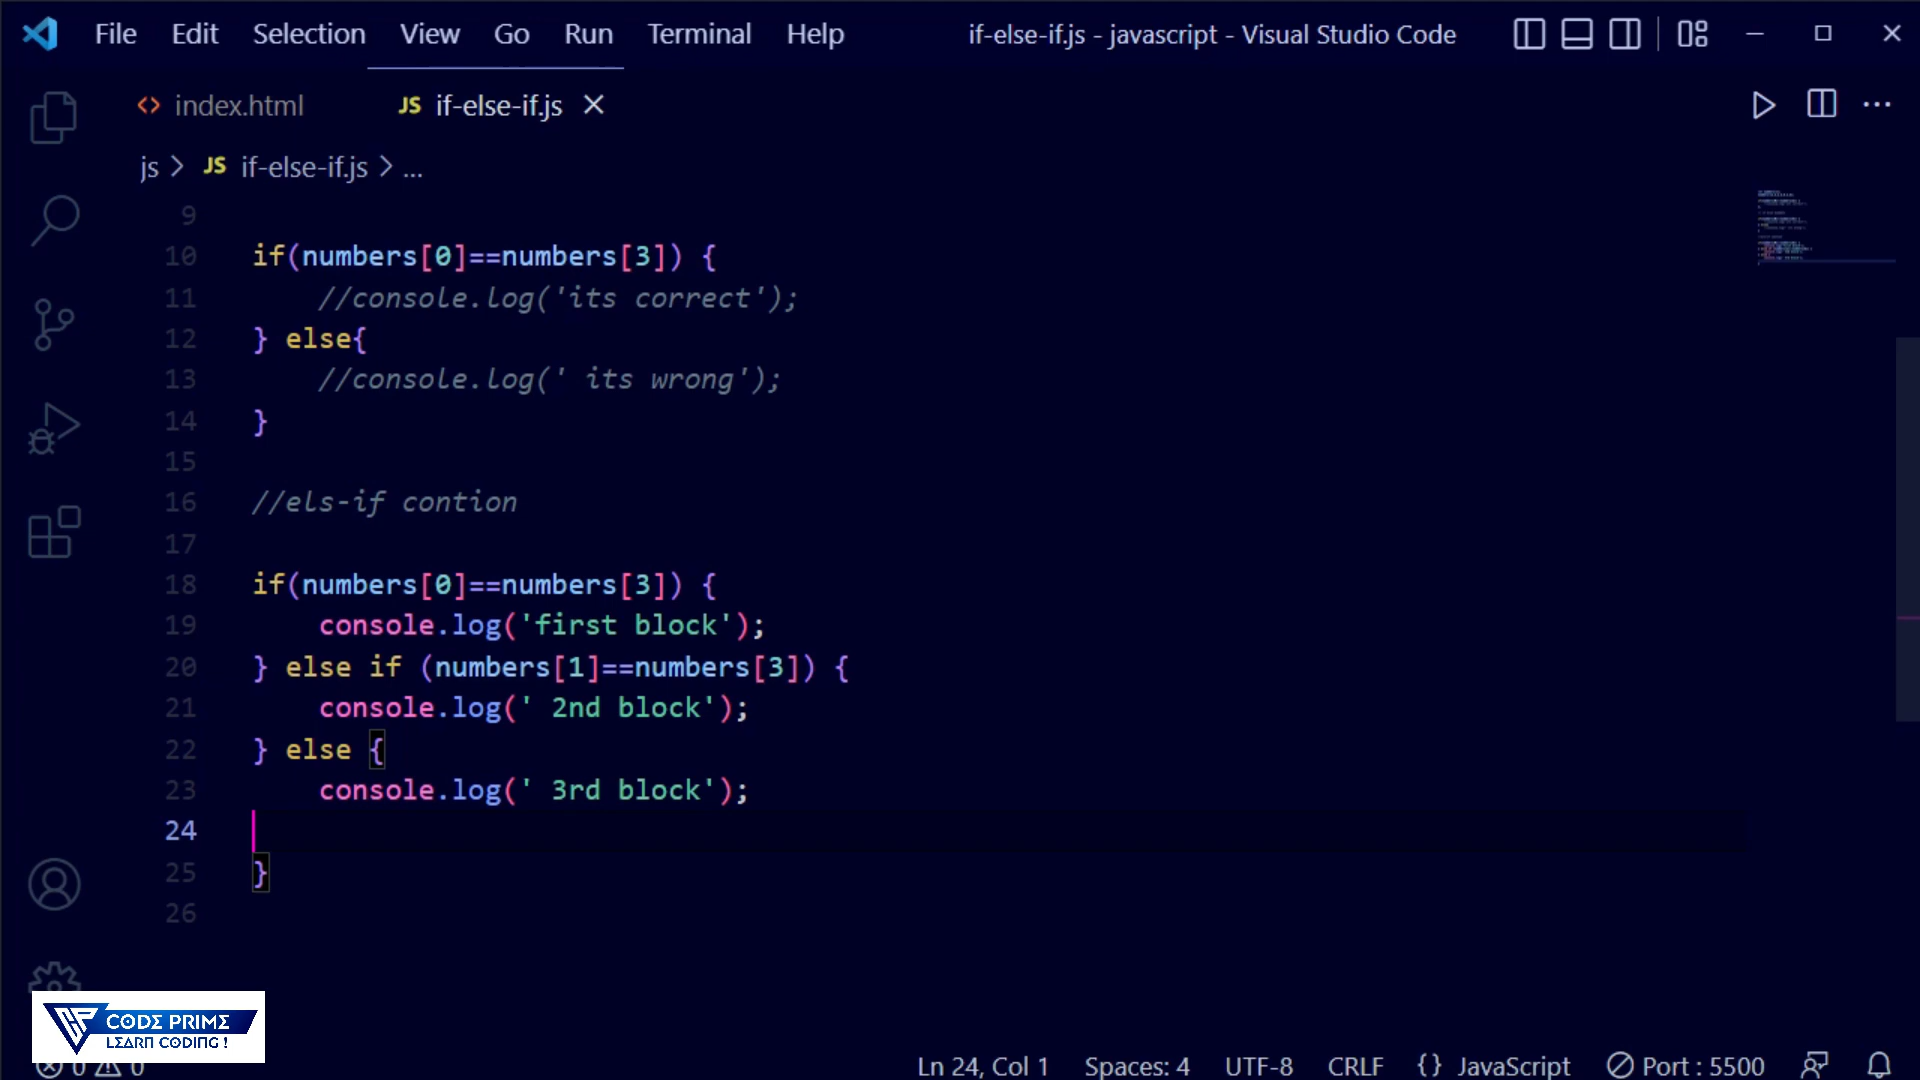 File Edit Selection View Go Run Terminal Help if-else-if.js - javascript - Visual Studio Code
<> index.html JS if-else-if.js ×
js > JS if-else-if.js > ...
9
10 if(numbers[0]==numbers[3]) {
11     //console.log('its correct');
12 } else{
13     //console.log(' its wrong');
14 }
15
16 //els-if contion
17
18 if(numbers[0]==numbers[3]) {
19     console.log('first block');
20 } else if (numbers[1]==numbers[3]) {
21     console.log(' 2nd block');
22 } else {
23     console.log(' 3rd block');
24
25 }
26
CODE PRIME
LEARN CODING !
0 0 Ln 24, Col 1 Spaces: 4 UTF-8 CRLF {} JavaScript Port : 5500